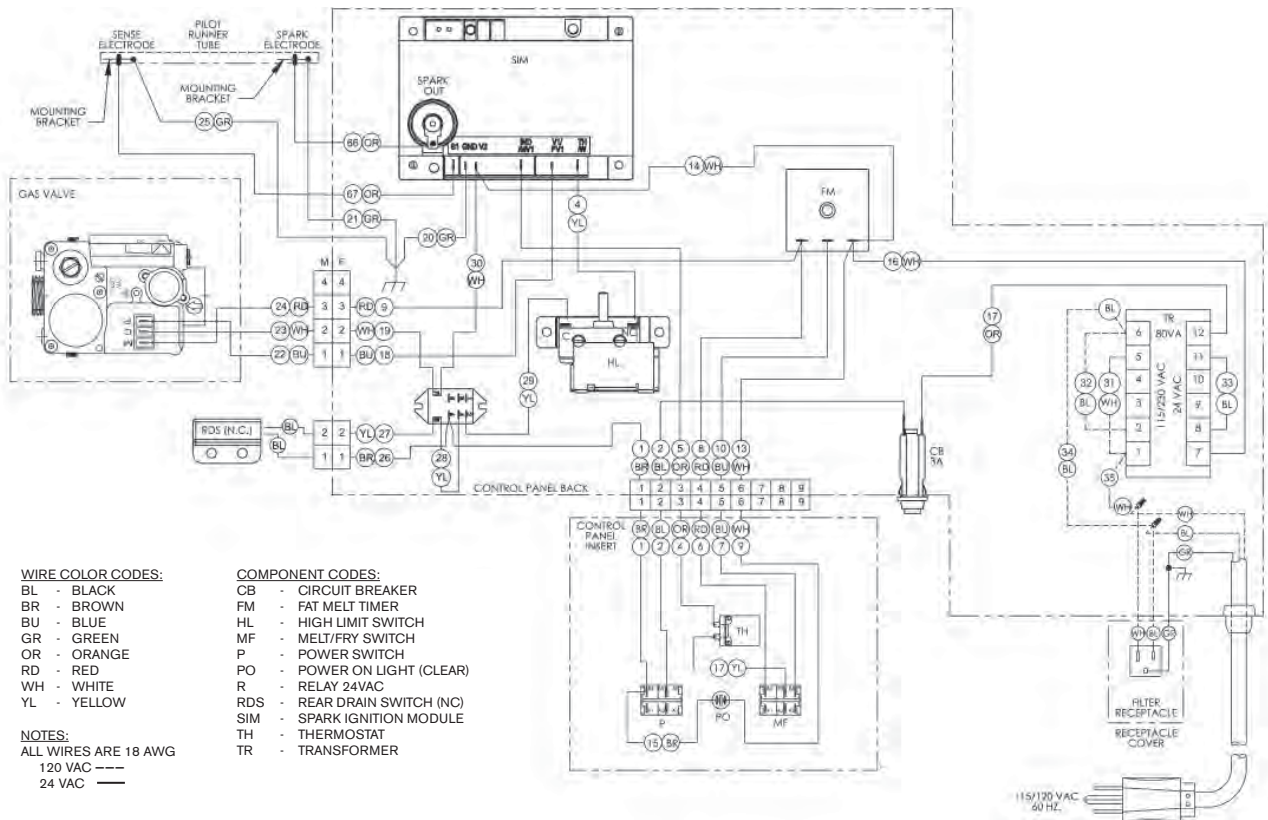 SENSE
ELECTRODE
PILOT
RUNNER
TUBE
SPARK
ELECTRODE
MOUNTING
BRACKET
MOUNTING
BRACKET
25 GR
SIM
SPARK
OUT
GND V2
TH
66 OR
67 OR
21 GR
20 GR
30
WH
4
YL
14 WH
FM
16 WH
17
OR
GAS VALVE
M F
4 4
24 RD 3 3 RD 9
23 WH 2 2 WH 19
22 BU 1 1 BU 18
C
HL
29
YL
RDS (N.C.)
BL
BL
2 2 YL 27
1 1 BR 26
28
YL
BL
TR
80VA
6 12
5 11
4 10
3 9
2 8
1 7
115/230 VAC
24 VAC
32
BL
31
WH
33
BL
34
BL
35
WH
WH
BL
GR
CB
8A
1 2 5 8 10 13
BR BL OR RD BU WH
CONTROL PANEL BACK
1 2 3 4 5 6 7 8 9
1 2 3 4 5 6 7 8 9
CONTROL
PANEL
INSERT
BR BL OR RD BU WH
1 2 4 6 7 9
TH
17 YL
P
PO
MF
15 BR
WH BL GR
FILTER
RECEPTACLE
RECEPTACLE
COVER
115/120 VAC
60 HZ.
WIRE COLOR CODES:
BL - BLACK
BR - BROWN
BU - BLUE
GR - GREEN
OR - ORANGE
RD - RED
WH - WHITE
YL - YELLOW
NOTES:
ALL WIRES ARE 18 AWG
120 VAC
24 VAC
COMPONENT CODES:
CB - CIRCUIT BREAKER
FM - FAT MELT TIMER
HL - HIGH LIMIT SWITCH
MF - MELT/FRY SWITCH
P - POWER SWITCH
PO - POWER ON LIGHT (CLEAR)
R - RELAY 24VAC
RDS - REAR DRAIN SWITCH (NC)
SIM - SPARK IGNITION MODULE
TH - THERMOSTAT
TR - TRANSFORMER